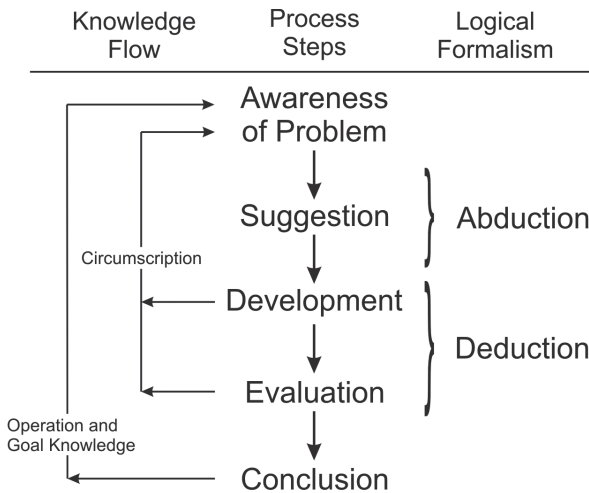 Knowledge
Flow
Process
Steps
Logical
Formalism
Awareness
of Problem
Suggestion
Abduction
Circumscription
Development
Deduction
Evaluation
Operation and
Goal Knowledge
Conclusion